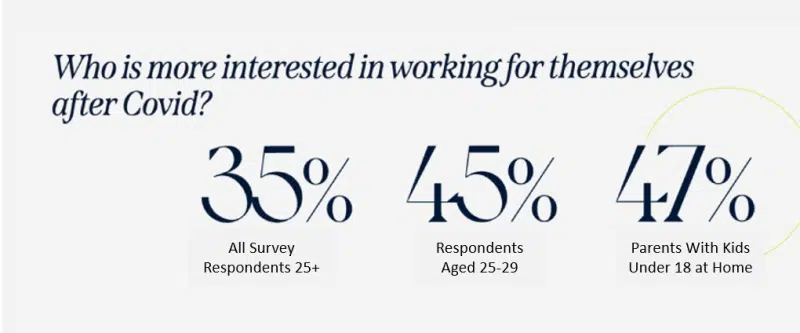 Who is more interested in working for themselves
after Covid?
35% 45% 47%
All Survey Respondents Parents With Kids
Respondents 25+ Aged 25-29 Under 18 at Home